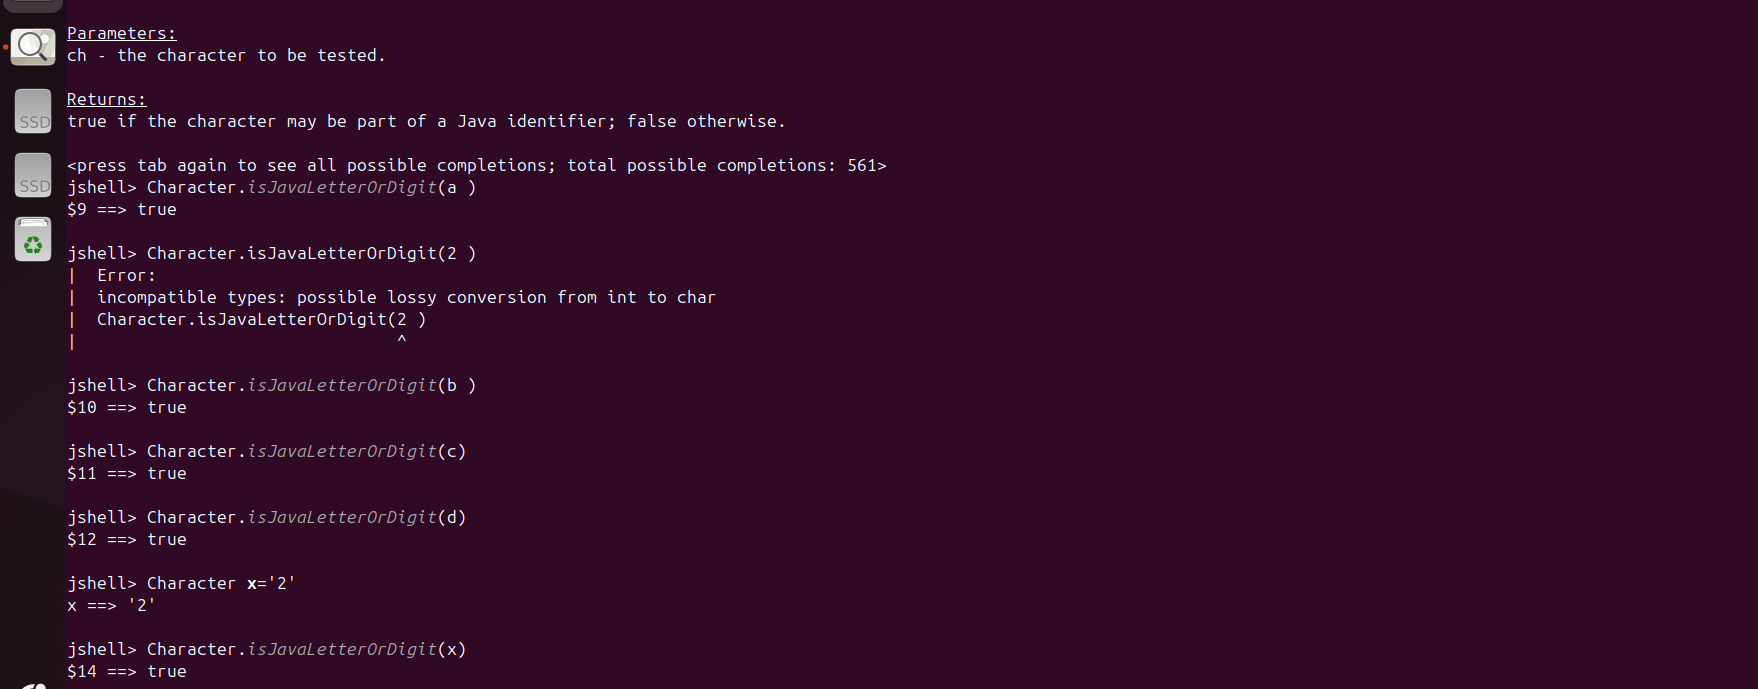 Parameters:
ch - the character to be tested.
Returns:
true if the character may be part of a Java identifier; false otherwise.
<press tab again to see all possible completions; total possible completions: 561>
jshell> Character.isJavaLetterOrDigit(a )
$9 ==> true
jshell> Character.isJavaLetterOrDigit(2 )
|  Error:
|  incompatible types: possible lossy conversion from int to char
|  Character.isJavaLetterOrDigit(2 )
|                                ^
jshell> Character.isJavaLetterOrDigit(b )
$10 ==> true
jshell> Character.isJavaLetterOrDigit(c)
$11 ==> true
jshell> Character.isJavaLetterOrDigit(d)
$12 ==> true
jshell> Character x='2'
x ==> '2'
jshell> Character.isJavaLetterOrDigit(x)
$14 ==> true
SSD
SSD